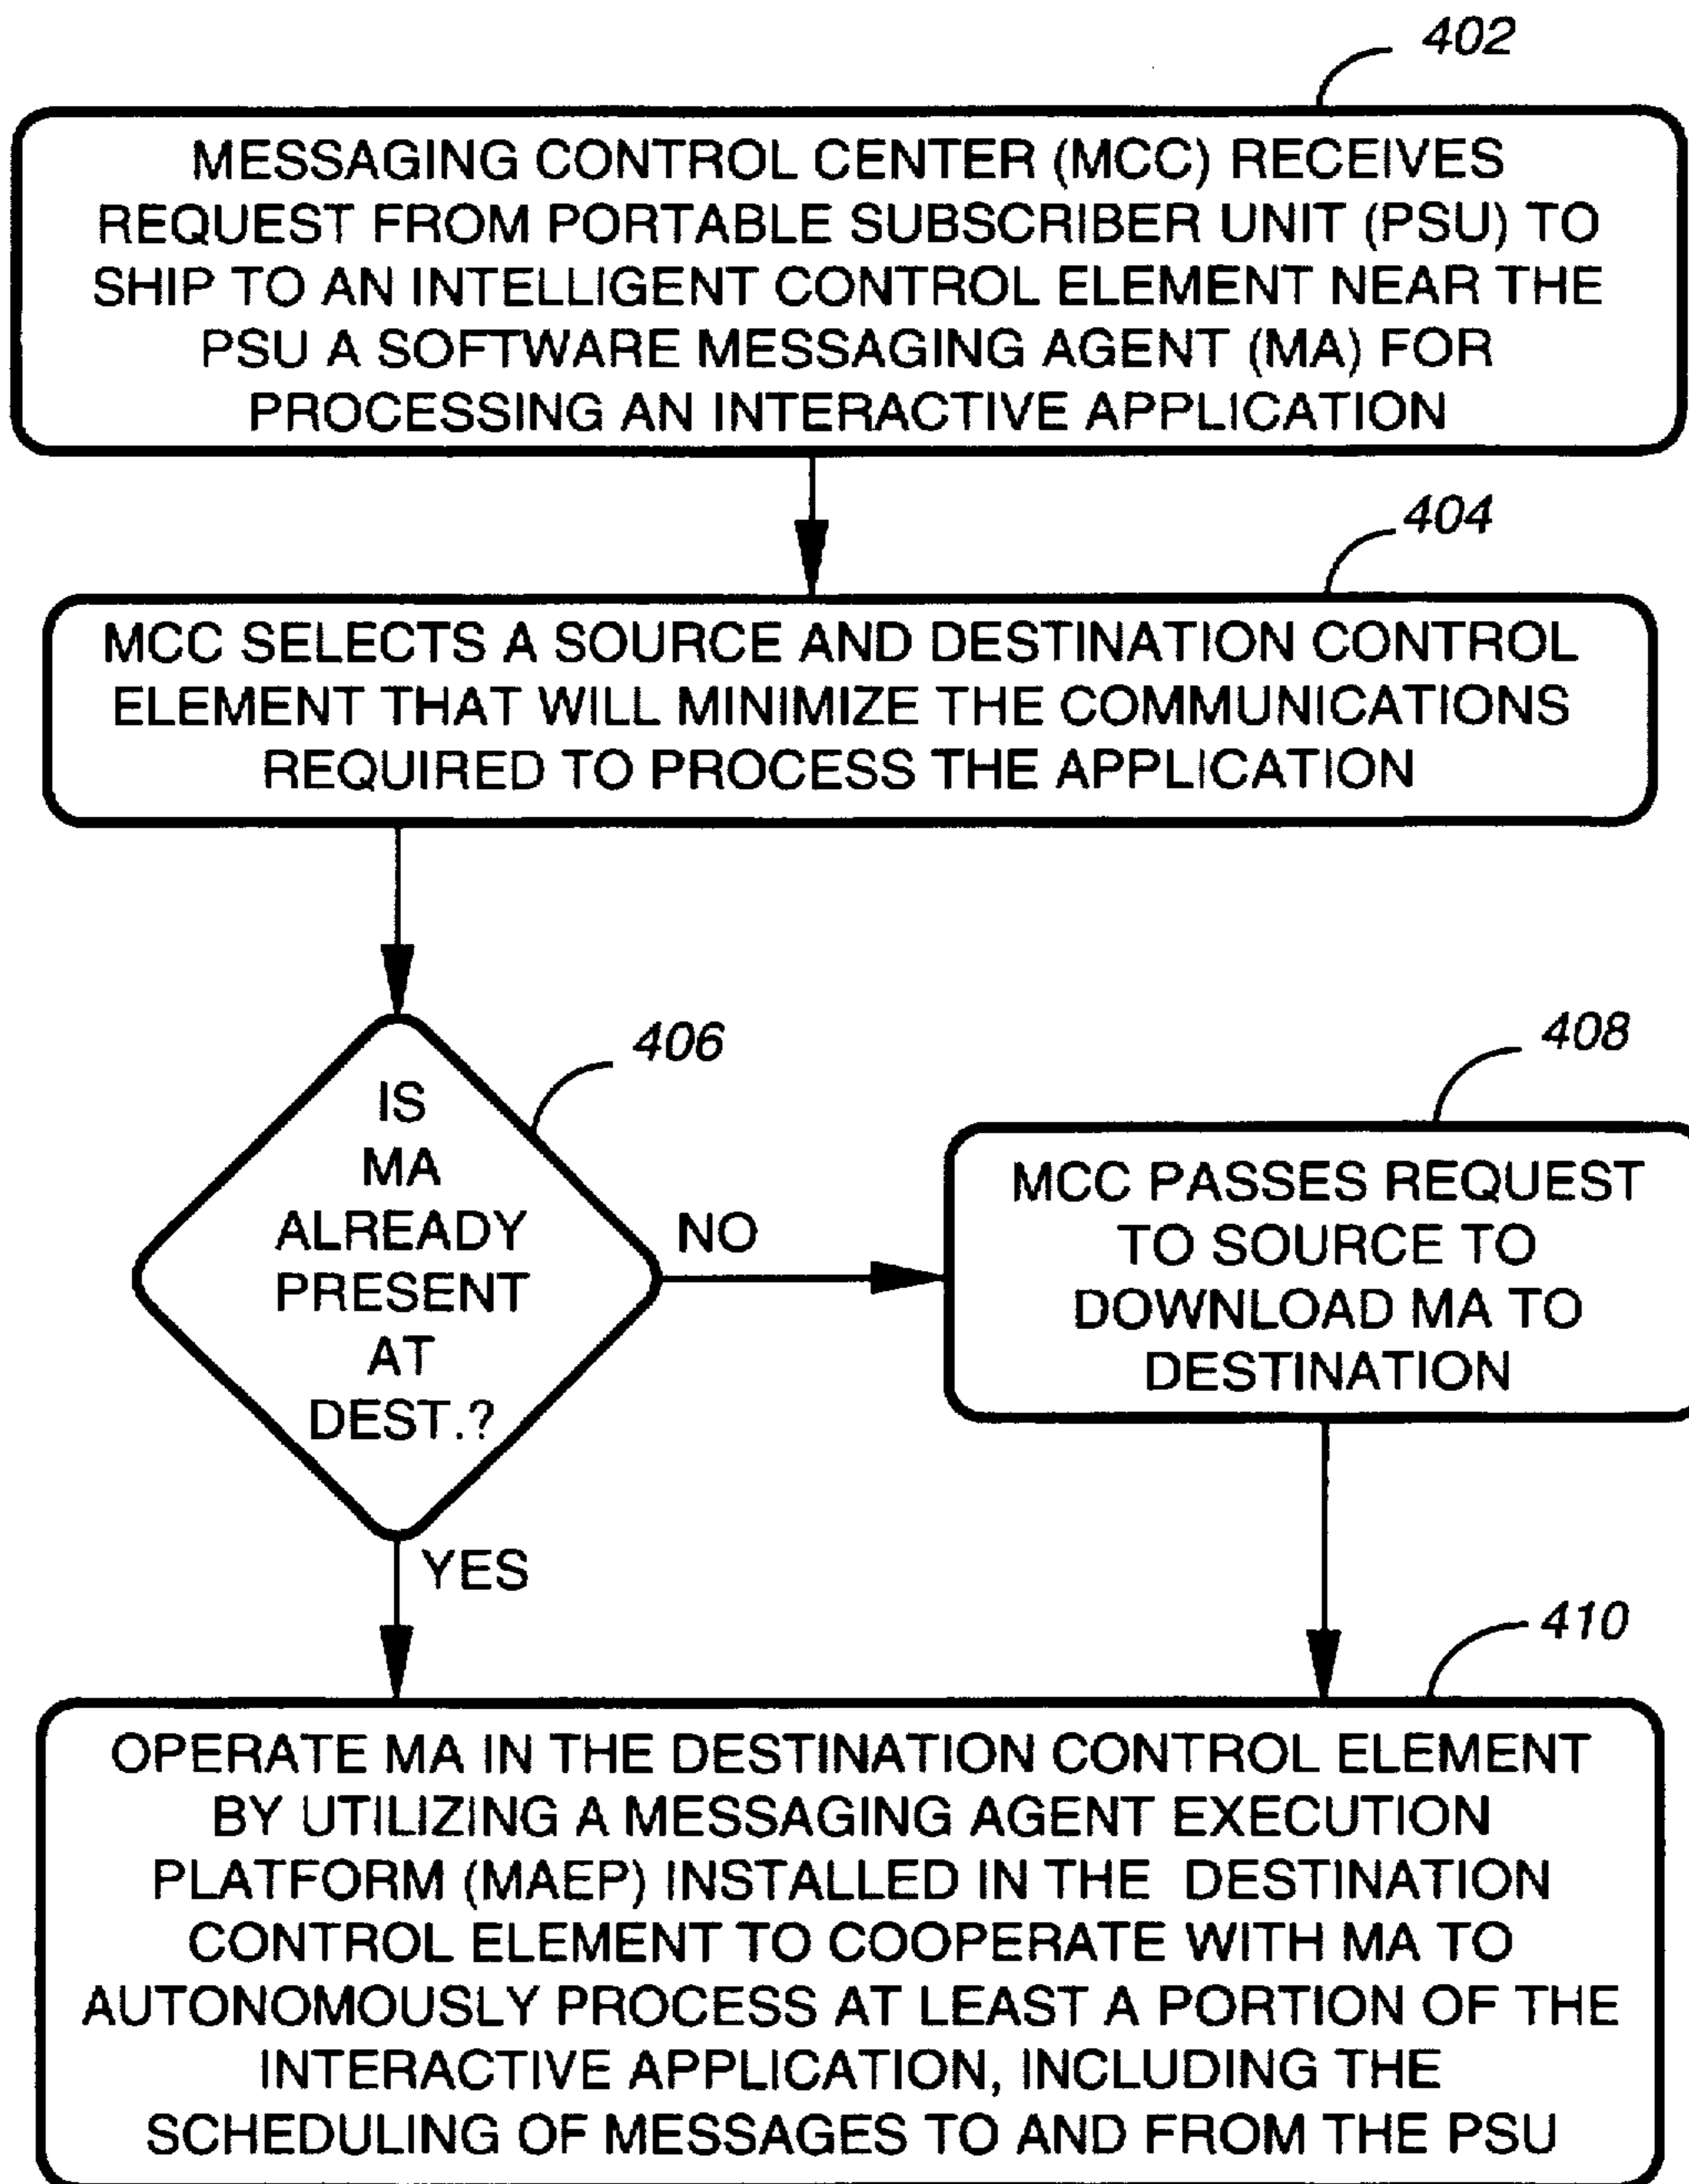 402
MESSAGING CONTROL CENTER (MCC) RECEIVES
REQUEST FROM PORTABLE SUBSCRIBER UNIT (PSU) TO
SHIP TO AN INTELLIGENT CONTROL ELEMENT NEAR THE
PSU A SOFTWARE MESSAGING AGENT (MA) FOR
PROCESSING AN INTERACTIVE APPLICATION
404
MCC SELECTS A SOURCE AND DESTINATION CONTROL
ELEMENT THAT WILL MINIMIZE THE COMMUNICATIONS
REQUIRED TO PROCESS THE APPLICATION
406
IS
MA
ALREADY
PRESENT
AT
DEST.?
NO
YES
408
MCC PASSES REQUEST
TO SOURCE TO
DOWNLOAD MA TO
DESTINATION
410
OPERATE MA IN THE DESTINATION CONTROL ELEMENT
BY UTILIZING A MESSAGING AGENT EXECUTION
PLATFORM (MAEP) INSTALLED IN THE DESTINATION
CONTROL ELEMENT TO COOPERATE WITH MA TO
AUTONOMOUSLY PROCESS AT LEAST A PORTION OF THE
INTERACTIVE APPLICATION, INCLUDING THE
SCHEDULING OF MESSAGES TO AND FROM THE PSU